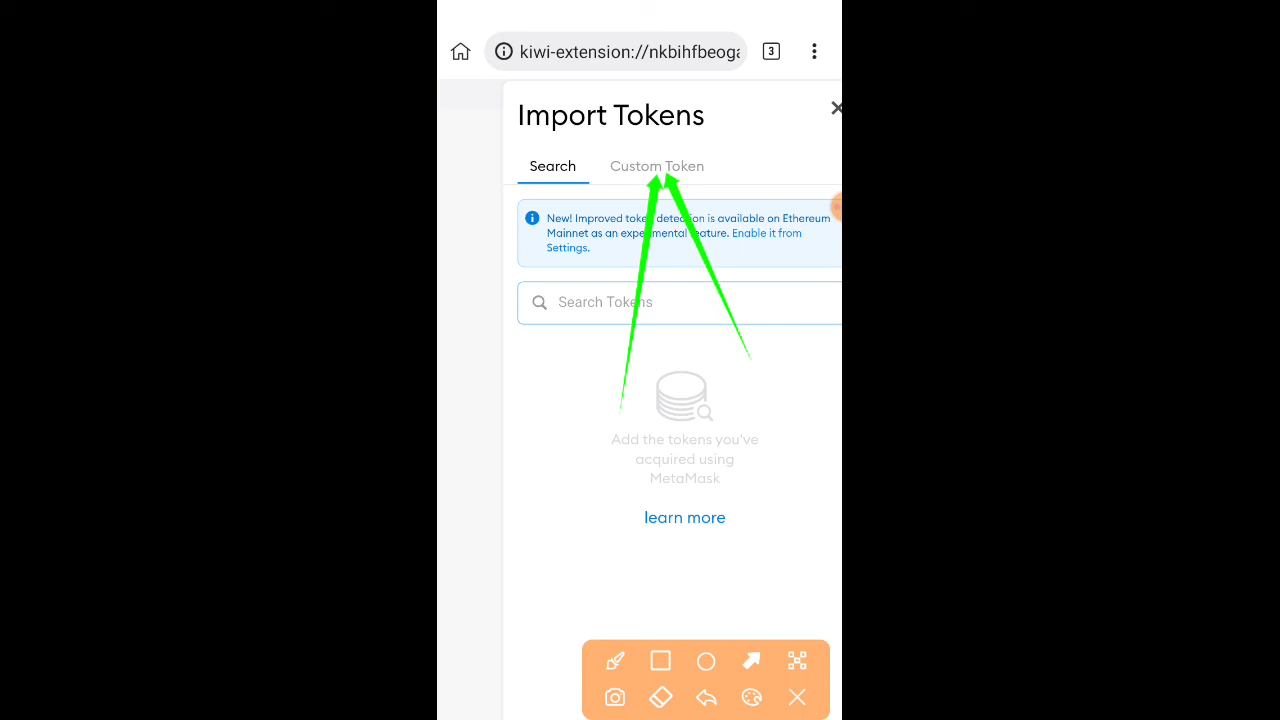 kiwi-extension://nkbihfbeoga
3
Import Tokens
Search
Custom Token
New! Improved token detection is available on Ethereum
Mainnet as an experimental feature. Enable it from
Settings.
Search Tokens
Add the tokens you've
acquired using
MetaMask
learn more